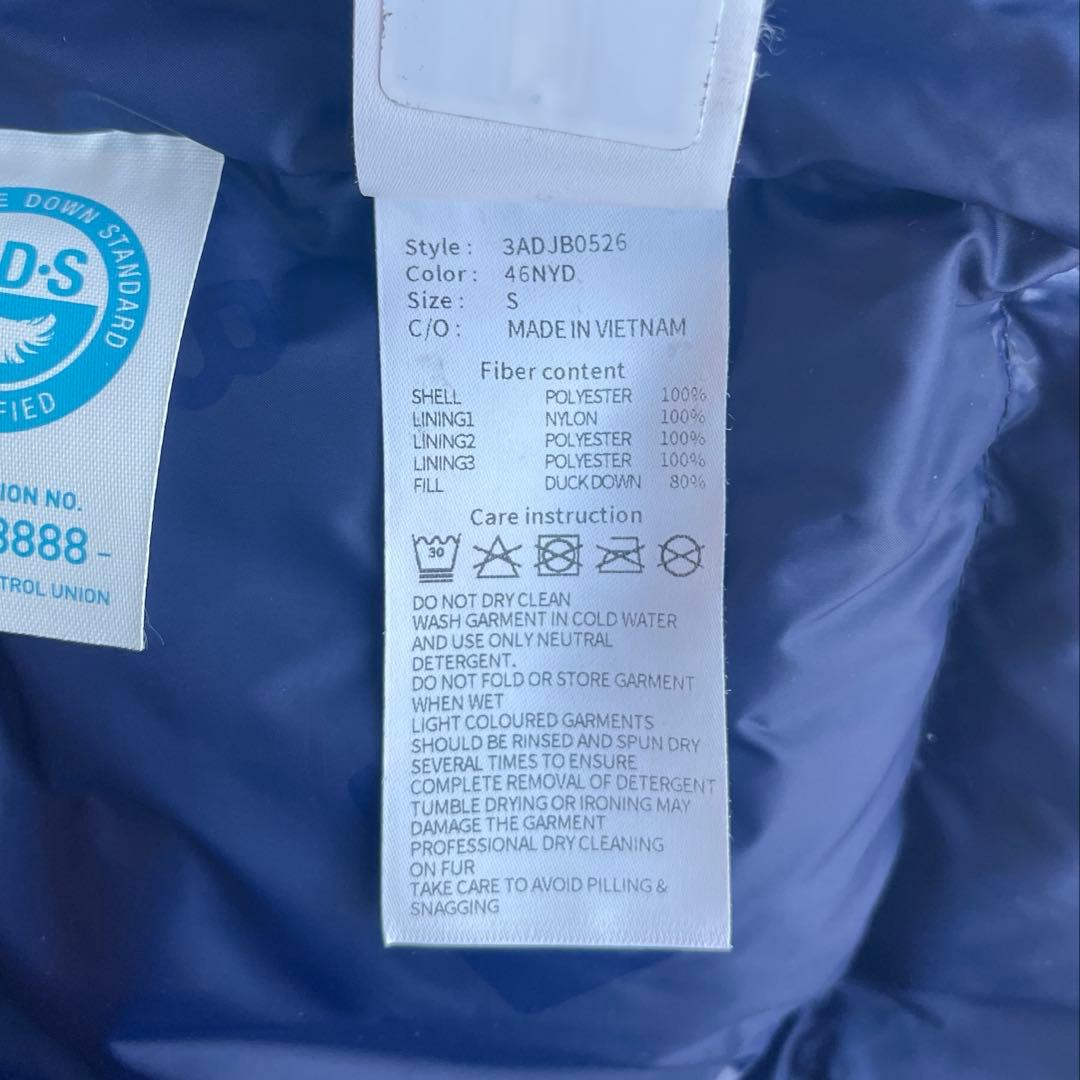 DOWN STANDARD
D·S
FIED
ION NO.
8888 -
TROL UNION
Style : 3ADJB0526
Color : 46NYD
Size : S
C/O : MADE IN VIETNAM
Fiber content
SHELL POLYESTER 100%
LINING1 NYLON 100%
LINING2 POLYESTER 100%
LINING3 POLYESTER 100%
FILL DUCK DOWN 80%
Care instruction
30
DO NOT DRY CLEAN
WASH GARMENT IN COLD WATER
AND USE ONLY NEUTRAL
DETERGENT.
DO NOT FOLD OR STORE GARMENT
WHEN WET
LIGHT COLOURED GARMENTS
SHOULD BE RINSED AND SPUN DRY
SEVERAL TIMES TO ENSURE
COMPLETE REMOVAL OF DETERGENT
TUMBLE DRYING OR IRONING MAY
DAMAGE THE GARMENT
PROFESSIONAL DRY CLEANING
ON FUR
TAKE CARE TO AVOID PILLING &
SNAGGING